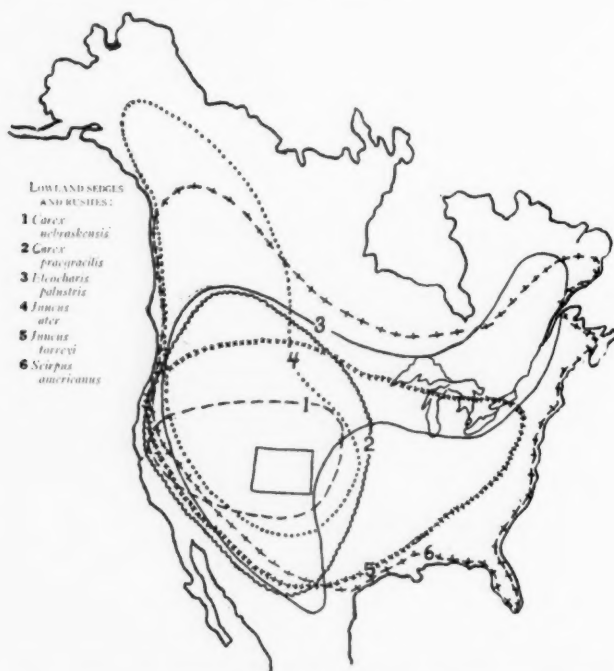 LOWLAND SEDGES
AND RUSHES:
1 Carex
nebraskensis
2 Carex
praegracilis
3 Eleocharis
palustris
4 Juncus
ater
5 Juncus
torreyi
6 Scirpus
americanus
3
4
1
2
6
5